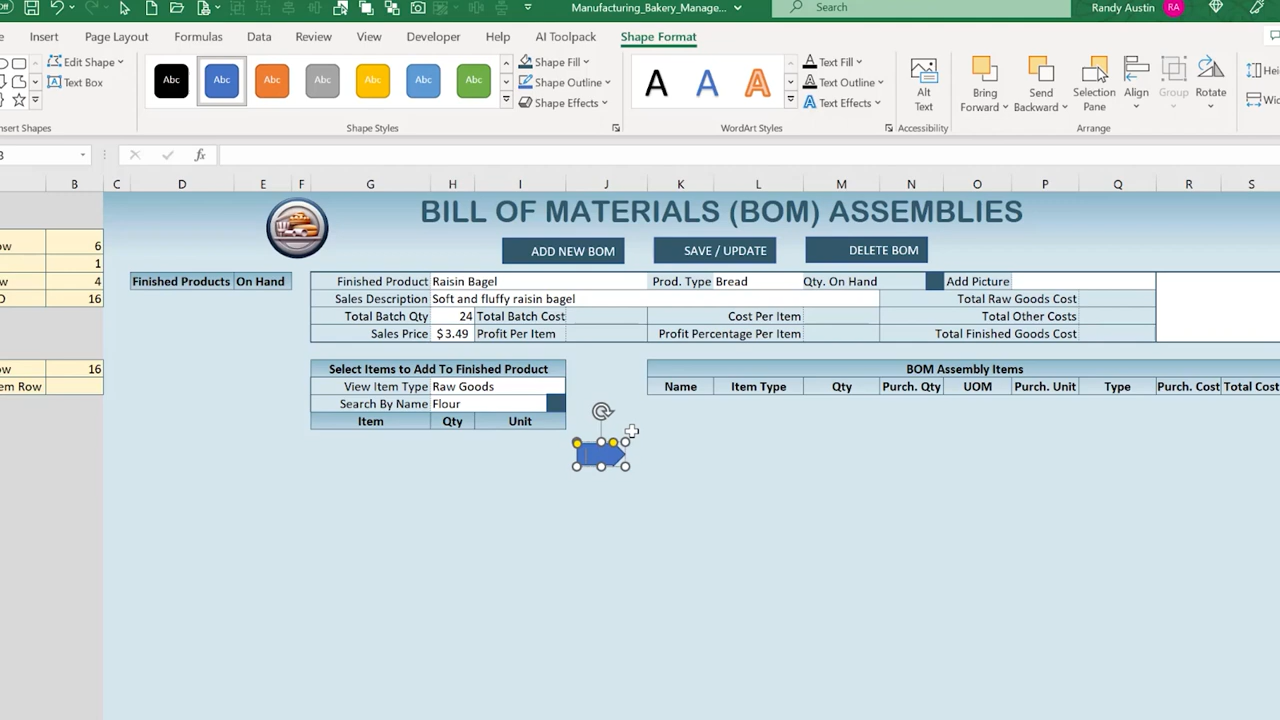 Manufacturing_Bakery_Manage...
Search
Randy Austin
RA
Insert
Page Layout
Formulas
Data
Review
View
Developer
Help
AI Toolpack
Shape Format
Edit Shape
Text Box
Abc
Abc
Abc
Abc
Abc
Abc
Abc
Shape Fill
Shape Outline
Shape Effects
A
A
A
Text Fill
Text Outline
Text Effects
Alt
Text
Bring
Forward
Send
Backward
Selection
Pane
Align
Group
Rotate
Shape Styles
WordArt Styles
Accessibility
Arrange
fx
B C D E F G H I J K L M N O P Q R S
BILL OF MATERIALS (BOM) ASSEMBLIES
ADD NEW BOM
SAVE / UPDATE
DELETE BOM
6
1
4
16
Finished Products On Hand
Finished Product Raisin Bagel Prod. Type Bread Qty. On Hand Add Picture
Sales Description Soft and fluffy raisin bagel Total Raw Goods Cost
Total Batch Qty 24 Total Batch Cost Cost Per Item Total Other Costs
Sales Price $3.49 Profit Per Item Profit Percentage Per Item Total Finished Goods Cost
16
Select Items to Add To Finished Product
BOM Assembly Items
em Row
View Item Type Raw Goods
Name Item Type Qty Purch. Qty UOM Purch. Unit Type Purch. Cost Total Cost
Search By Name Flour
Item Qty Unit